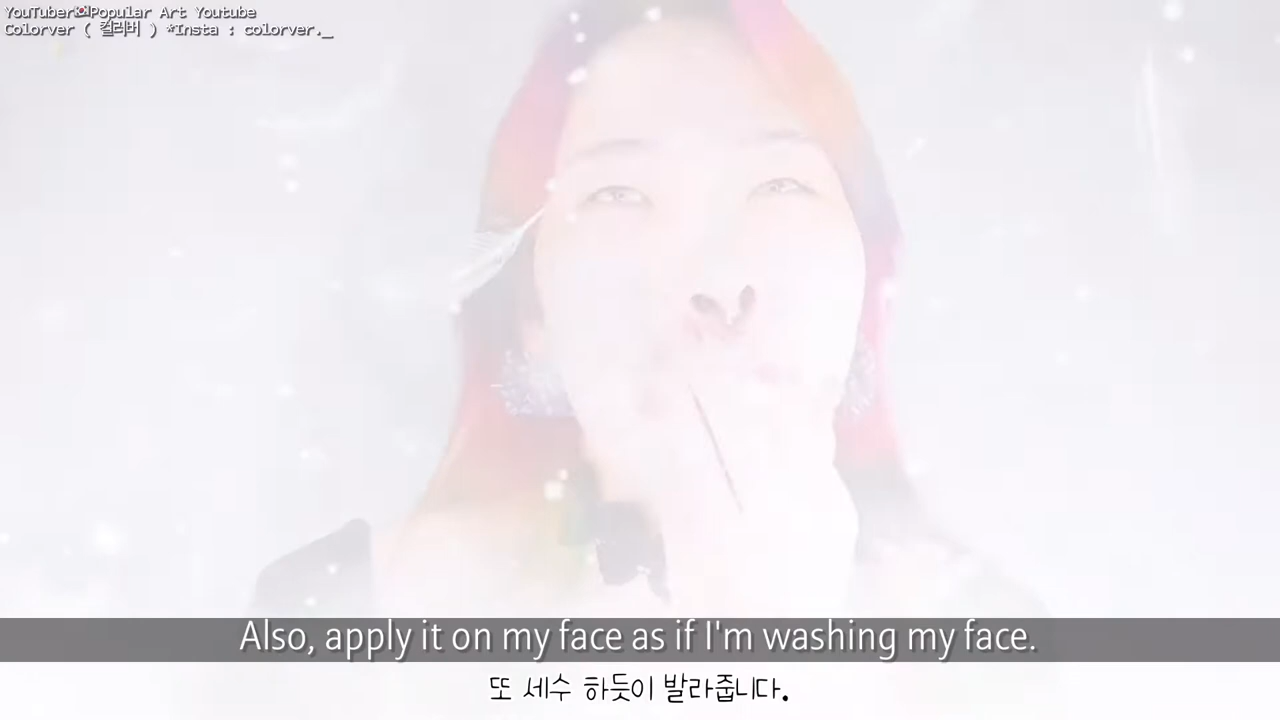 YouTuber🇰🇷Popular Art Youtube
Colorver ( 컬러버 ) *Insta : colorver._
Also, apply it on my face as if I'm washing my face.
또 세수 하듯이 발라줍니다.